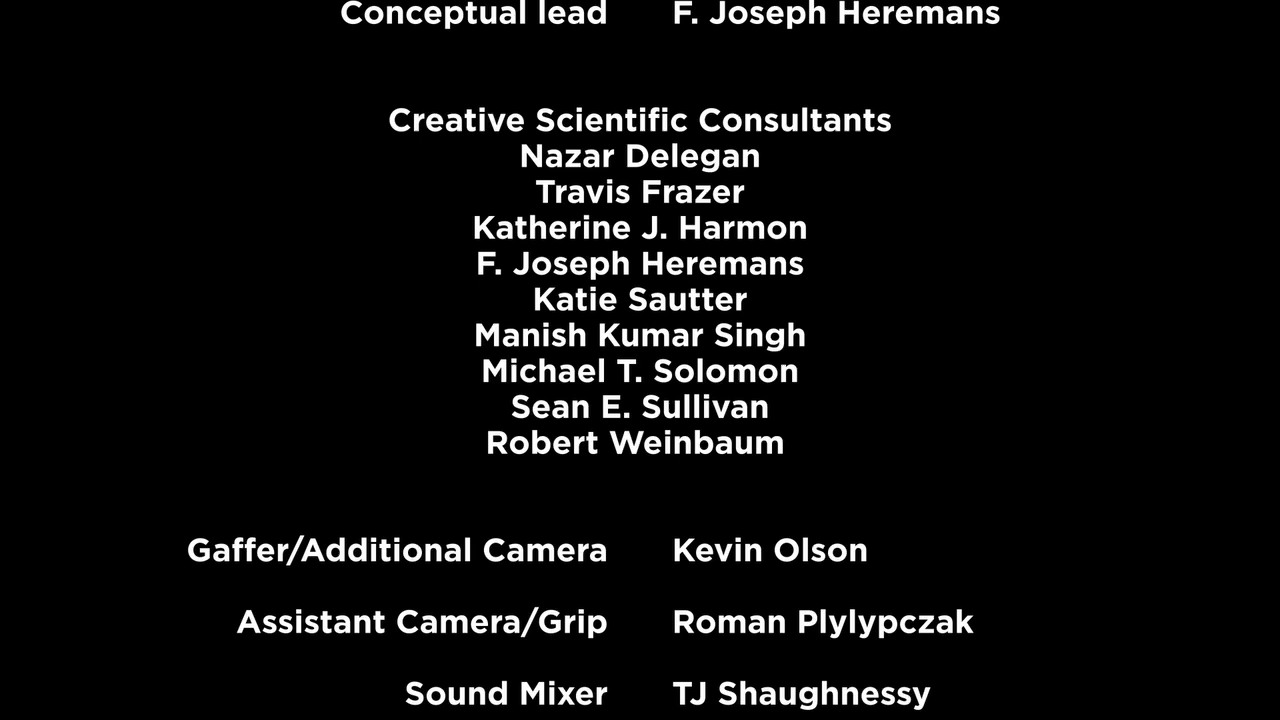 Conceptual lead F. Joseph Heremans
Creative Scientific Consultants
Nazar Delegan
Travis Frazer
Katherine J. Harmon
F. Joseph Heremans
Katie Sautter
Manish Kumar Singh
Michael T. Solomon
Sean E. Sullivan
Robert Weinbaum
Gaffer/Additional Camera Kevin Olson
Assistant Camera/Grip Roman Plylypczak
Sound Mixer TJ Shaughnessy